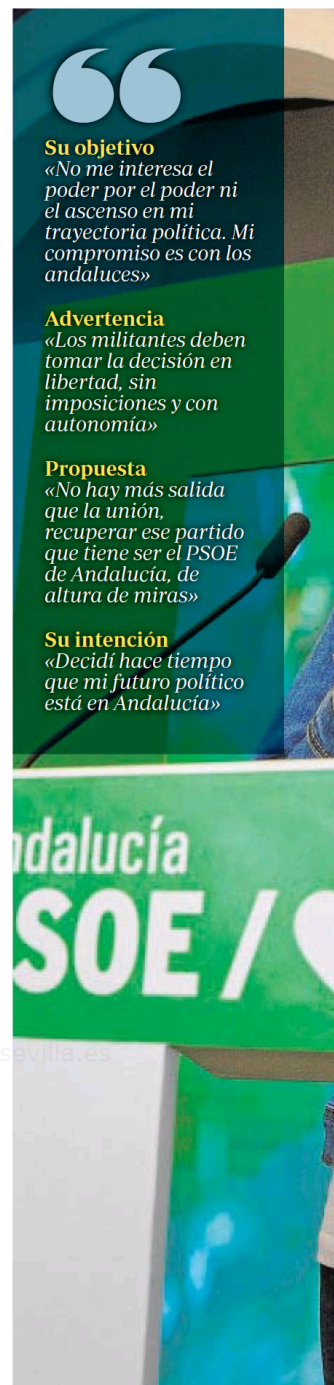 Su objetivo
«No me interesa el
poder por el poder ni
el ascenso en mi
trayectoria política. Mi
compromiso es con los
andaluces»
Advertencia
«Los militantes deben
tomar la decisión en
libertad, sin
imposiciones y con
autonomía»
Propuesta
«No hay más salida
que la unión,
recuperar ese partido
que tiene ser el PSOE
de Andalucía, de
altura de miras»
Su intención
«Decidí hace tiempo
que mi futuro político
está en Andalucía»
ndalucía
SOE /
sevilla.es